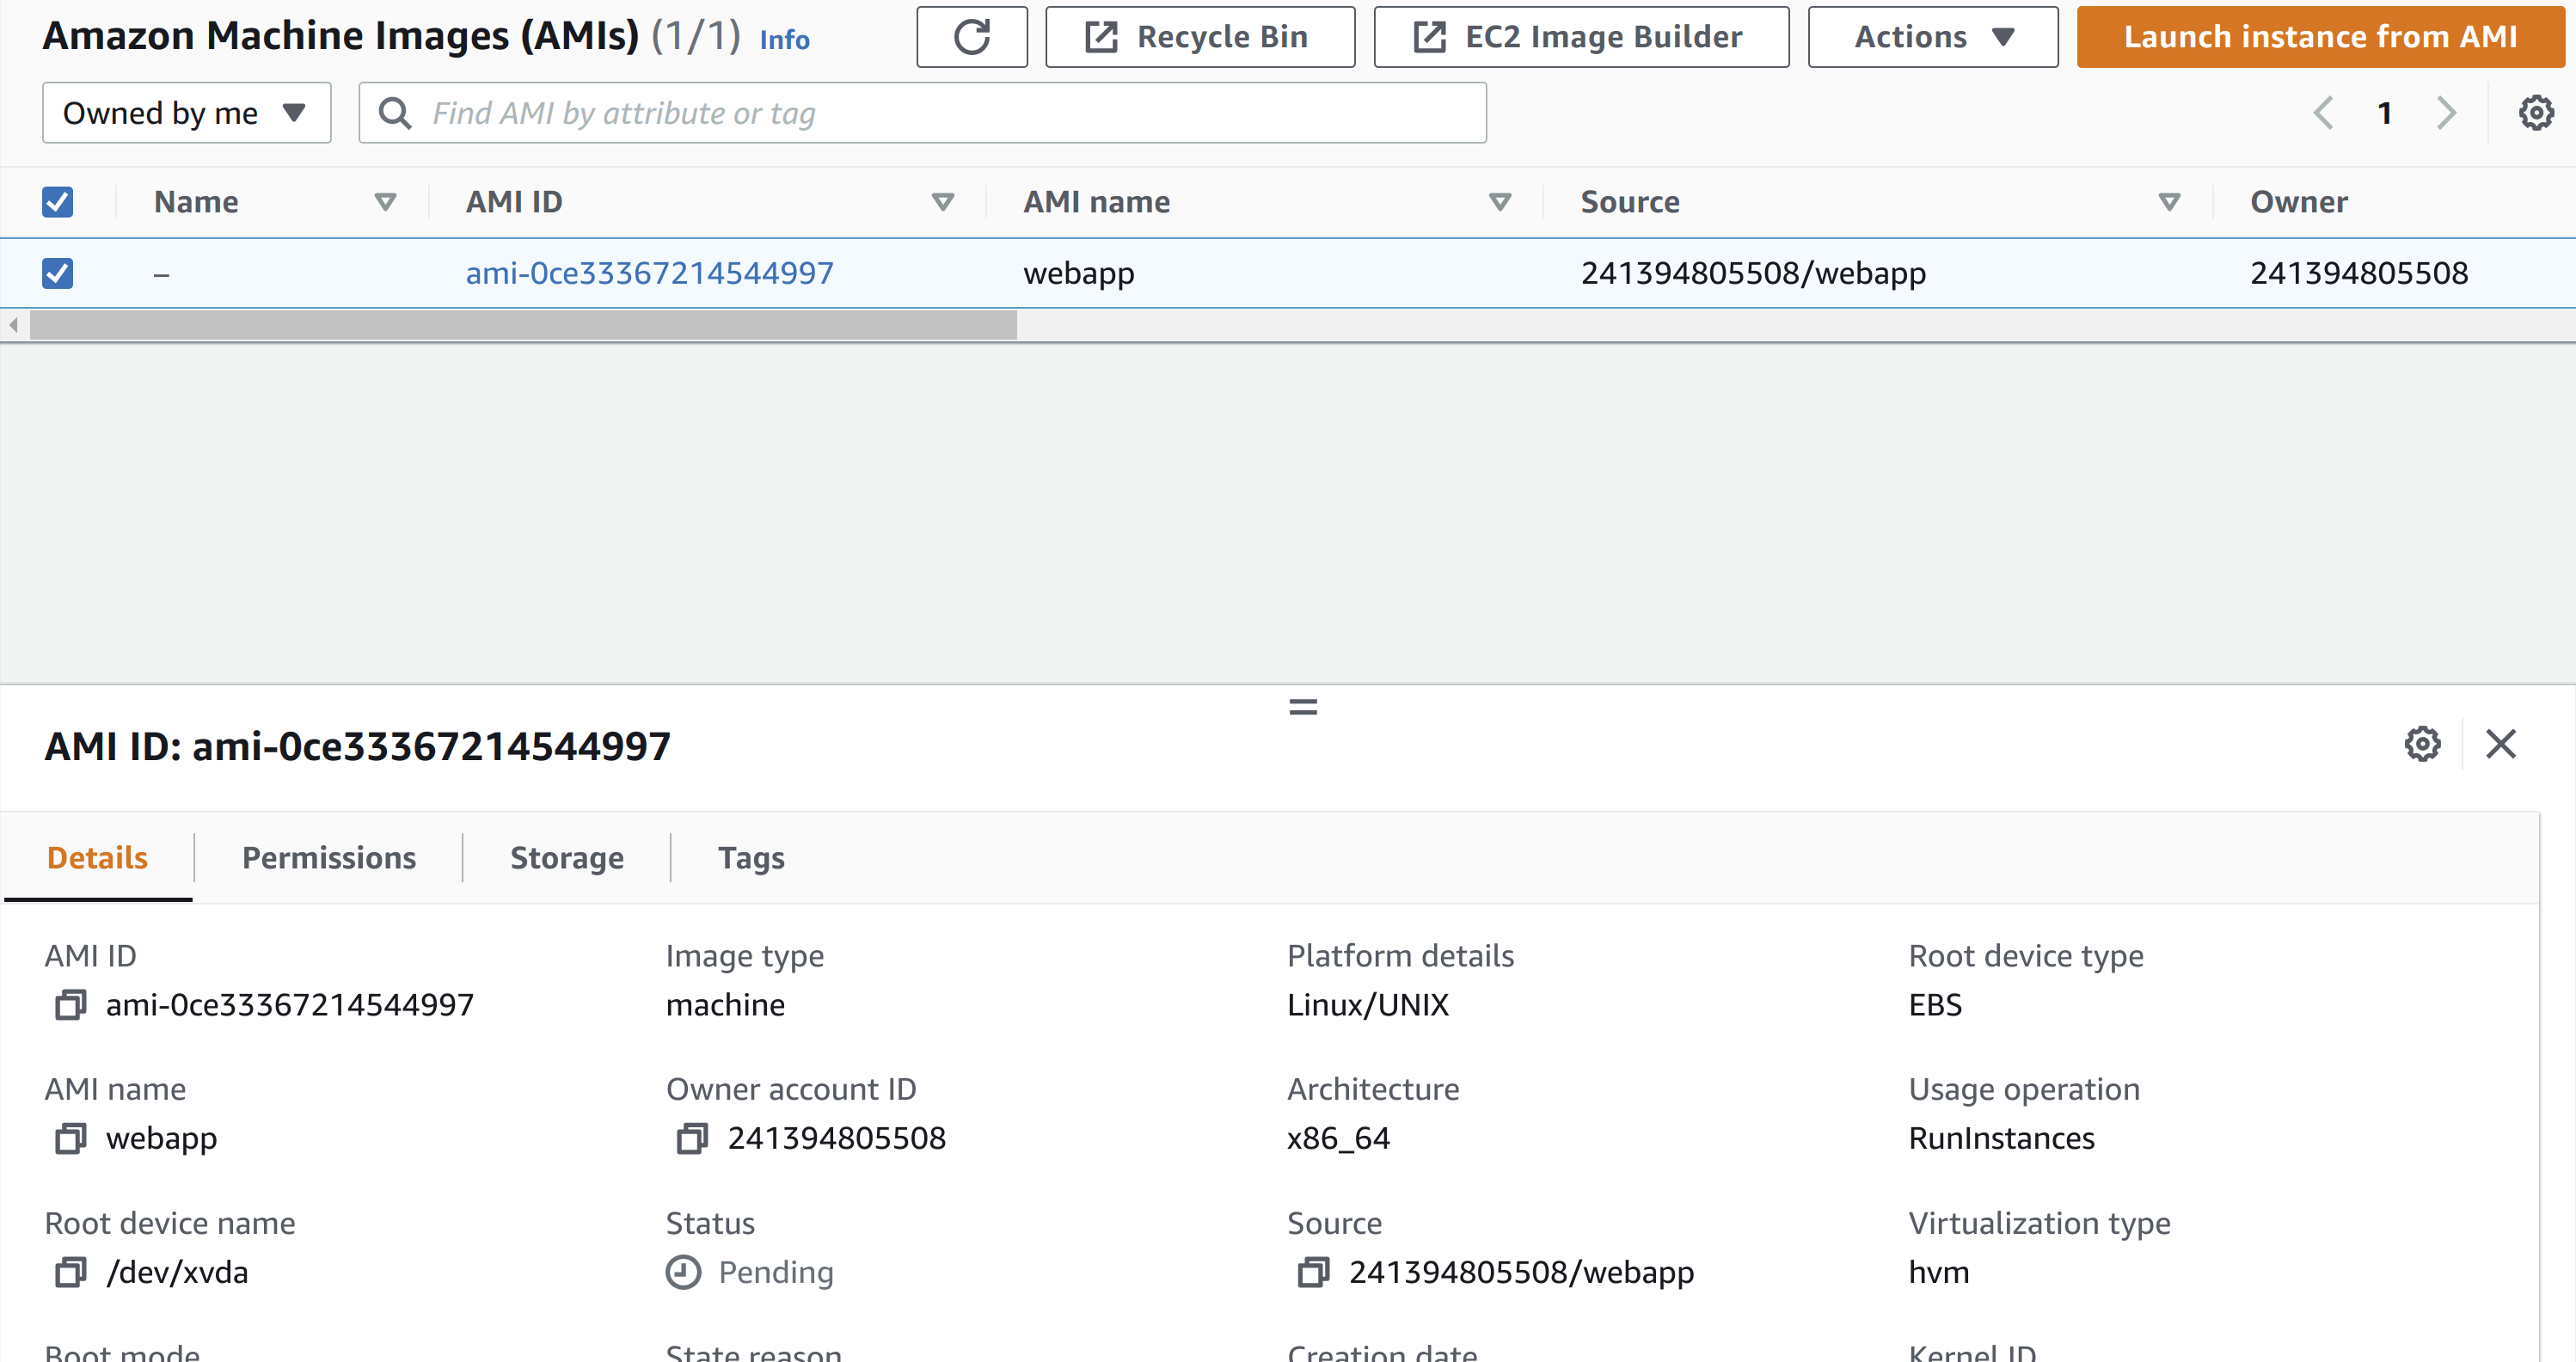 Amazon Machine Images (AMIs) (1/1) Info
Recycle Bin
EC2 Image Builder
Actions
Launch instance from AMI
Owned by me
Find AMI by attribute or tag
1
Name AMI ID AMI name Source Owner
– ami-0ce33367214544997 webapp 241394805508/webapp 241394805508
AMI ID: ami-0ce33367214544997
Details Permissions Storage Tags
AMI ID Image type Platform details Root device type
ami-0ce33367214544997 machine Linux/UNIX EBS
AMI name Owner account ID Architecture Usage operation
webapp 241394805508 x86_64 RunInstances
Root device name Status Source Virtualization type
/dev/xvda Pending 241394805508/webapp hvm
Boot mode State reason Creation date Kernel ID